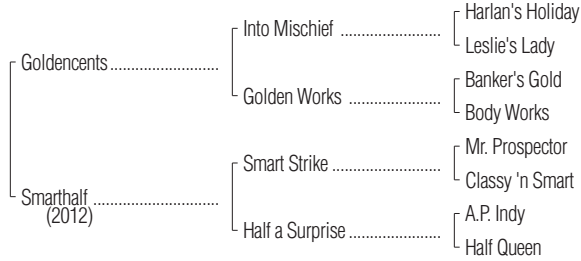 Harlan's Holiday
Into Mischief
Leslie's Lady
Goldencents
Banker's Gold
Golden Works
Body Works
Mr. Prospector
Smart Strike
Classy 'n Smart
Smarthalf
(2012)
A.P. Indy
Half a Surprise
Half Queen